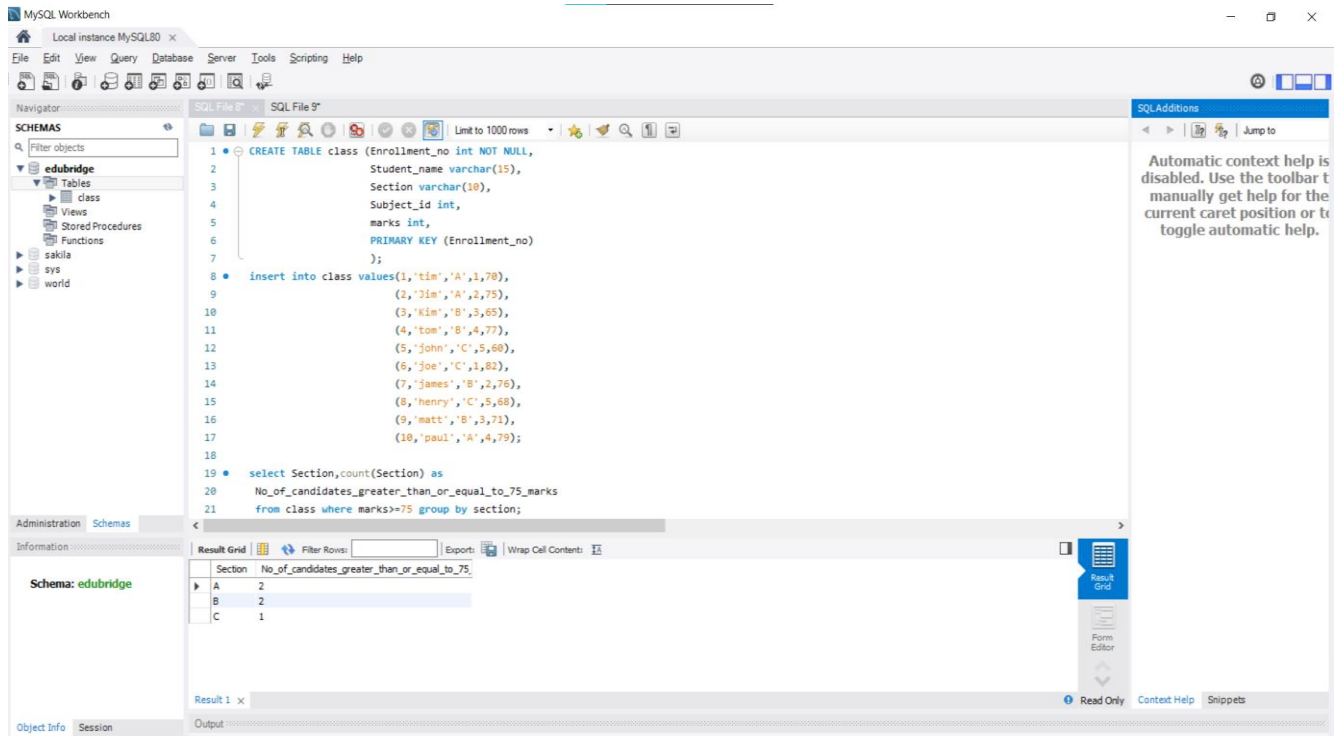 MySQL Workbench
Local instance MySQL80
File Edit View Query Database Server Tools Scripting Help
Navigator
SCHEMAS
Filter objects
edubridge
Tables
class
Views
Stored Procedures
Functions
sakila
sys
world
Administration Schemas
Information
Schema: edubridge
Object Info Session
SQL File 8* SQL File 9*
Limit to 1000 rows
1 CREATE TABLE class (Enrollment_no int NOT NULL,
2 Student_name varchar(15),
3 Section varchar(10),
4 Subject_id int,
5 marks int,
6 PRIMARY KEY (Enrollment_no)
7 );
8 insert into class values(1,'tim','A',1,70),
9 (2,'Jim','A',2,75),
10 (3,'Kim','B',3,65),
11 (4,'tom','B',4,77),
12 (5,'john','C',5,60),
13 (6,'joe','C',1,82),
14 (7,'james','B',2,76),
15 (8,'henry','C',5,68),
16 (9,'matt','B',3,71),
17 (10,'paul','A',4,79);
18
19 select Section,count(Section) as
20 No_of_candidates_greater_than_or_equal_to_75_marks
21 from class where marks>=75 group by section;
Result Grid Filter Rows: Export: Wrap Cell Content:
Section No_of_candidates_greater_than_or_equal_to_75_
A 2
B 2
C 1
Result Grid
Form Editor
Result 1
Read Only
Output
SQLAdditions
Jump to
Automatic context help is
disabled. Use the toolbar t
manually get help for the
current caret position or to
toggle automatic help.
Context Help Snippets